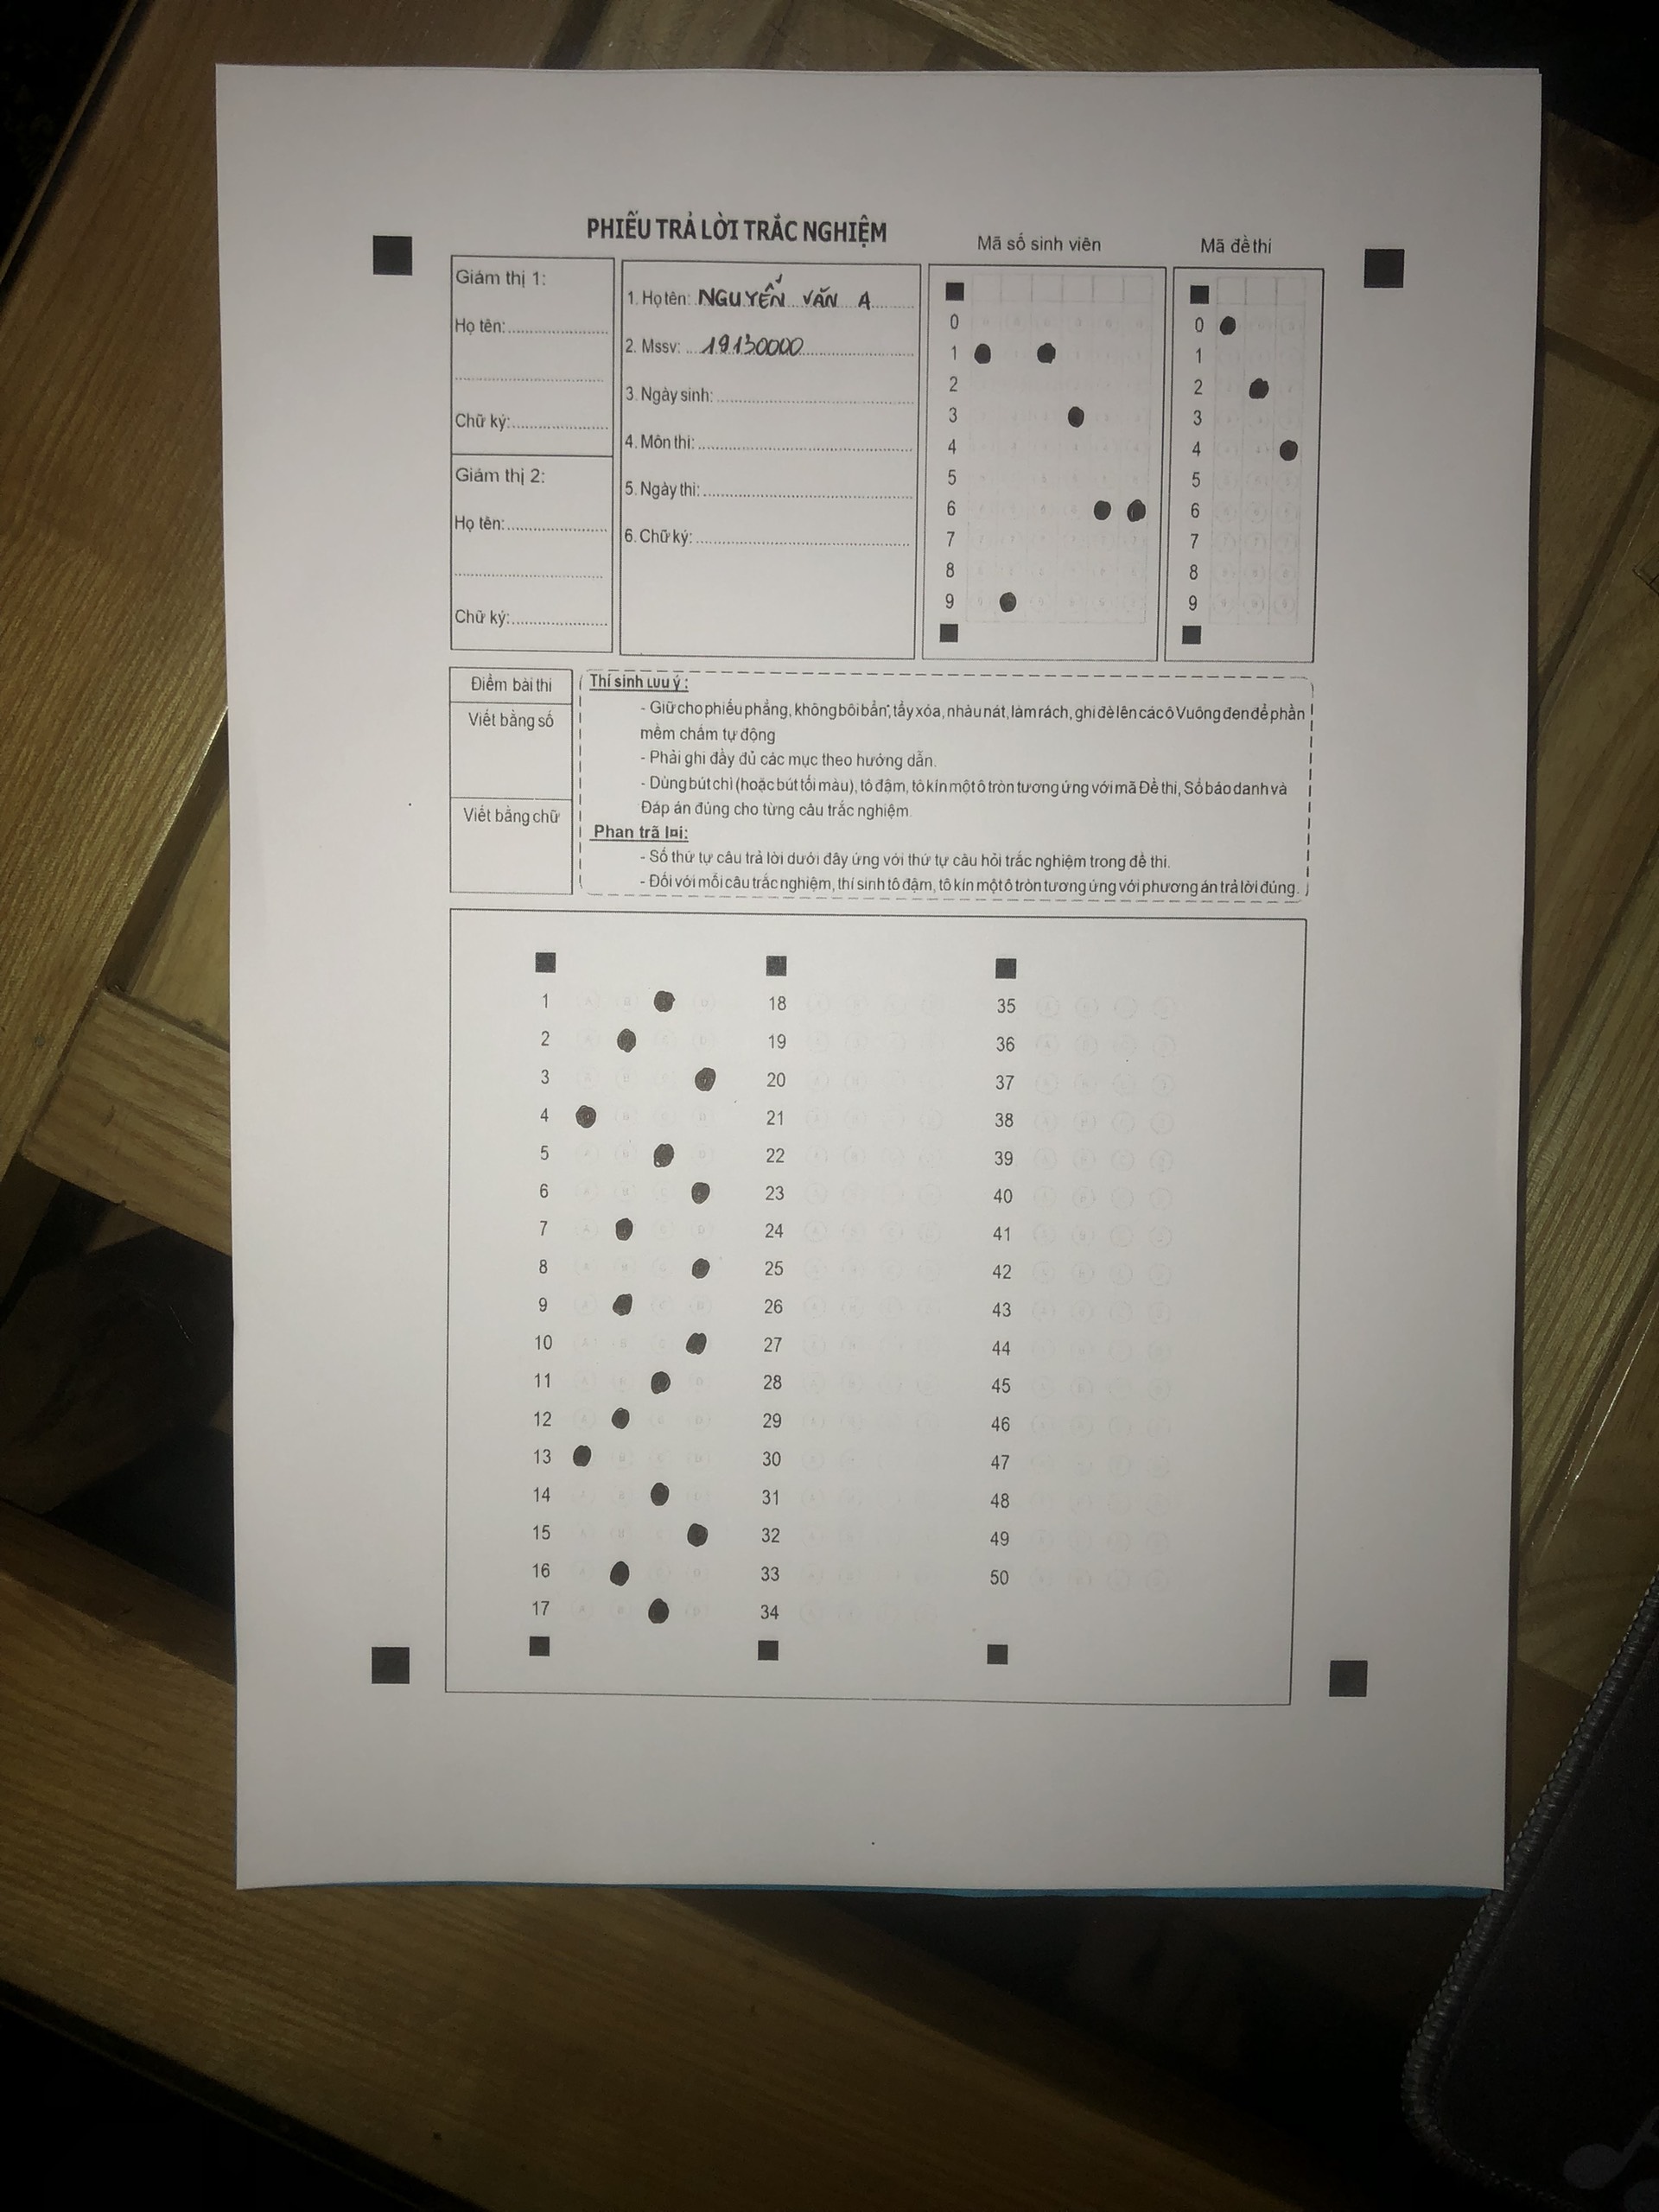 PHIẾU TRẢ LỜI TRẮC NGHIỆM
Mã số sinh viên
Mã đề thi
Giám thị 1:
Họ tên:
Chữ ký:
Giám thị 2:
Họ tên:
Chữ ký:
1. Họ tên: NGUYẾN VĂN A
2. Mssv: 19130000
3. Ngày sinh:
4. Môn thi:
5. Ngày thi:
6. Chữ ký:
0
1
2
3
4
5
6
7
8
9
0
1
2
3
4
5
6
7
8
9
Điểm bài thi
Viết bằng số
Viết bằng chữ
Thí sinh Lưu ý:
- Giữ cho phiếu phẳng, không bôi bẩn, tẩy xóa, nhàu nát, làm rách, ghi đè lên các ô Vuông đen để phần
mềm chấm tự động
- Phải ghi đầy đủ các mục theo hướng dẫn.
- Dùng bút chì (hoặc bút tối màu), tô đậm, tô kín một ô tròn tương ứng với mã Đề thi, Số báo danh và
Đáp án đúng cho từng câu trắc nghiệm.
Phan trã lại:
- Số thứ tự câu trả lời dưới đây ứng với thứ tự câu hỏi trắc nghiệm trong đề thi.
- Đối với mỗi câu trắc nghiệm, thí sinh tô đậm, tô kín một ô tròn tương ứng với phương án trả lời đúng.
1
2
3
4
5
6
7
8
9
10
11
12
13
14
15
16
17
18
19
20
21
22
23
24
25
26
27
28
29
30
31
32
33
34
35
36
37
38
39
40
41
42
43
44
45
46
47
48
49
50